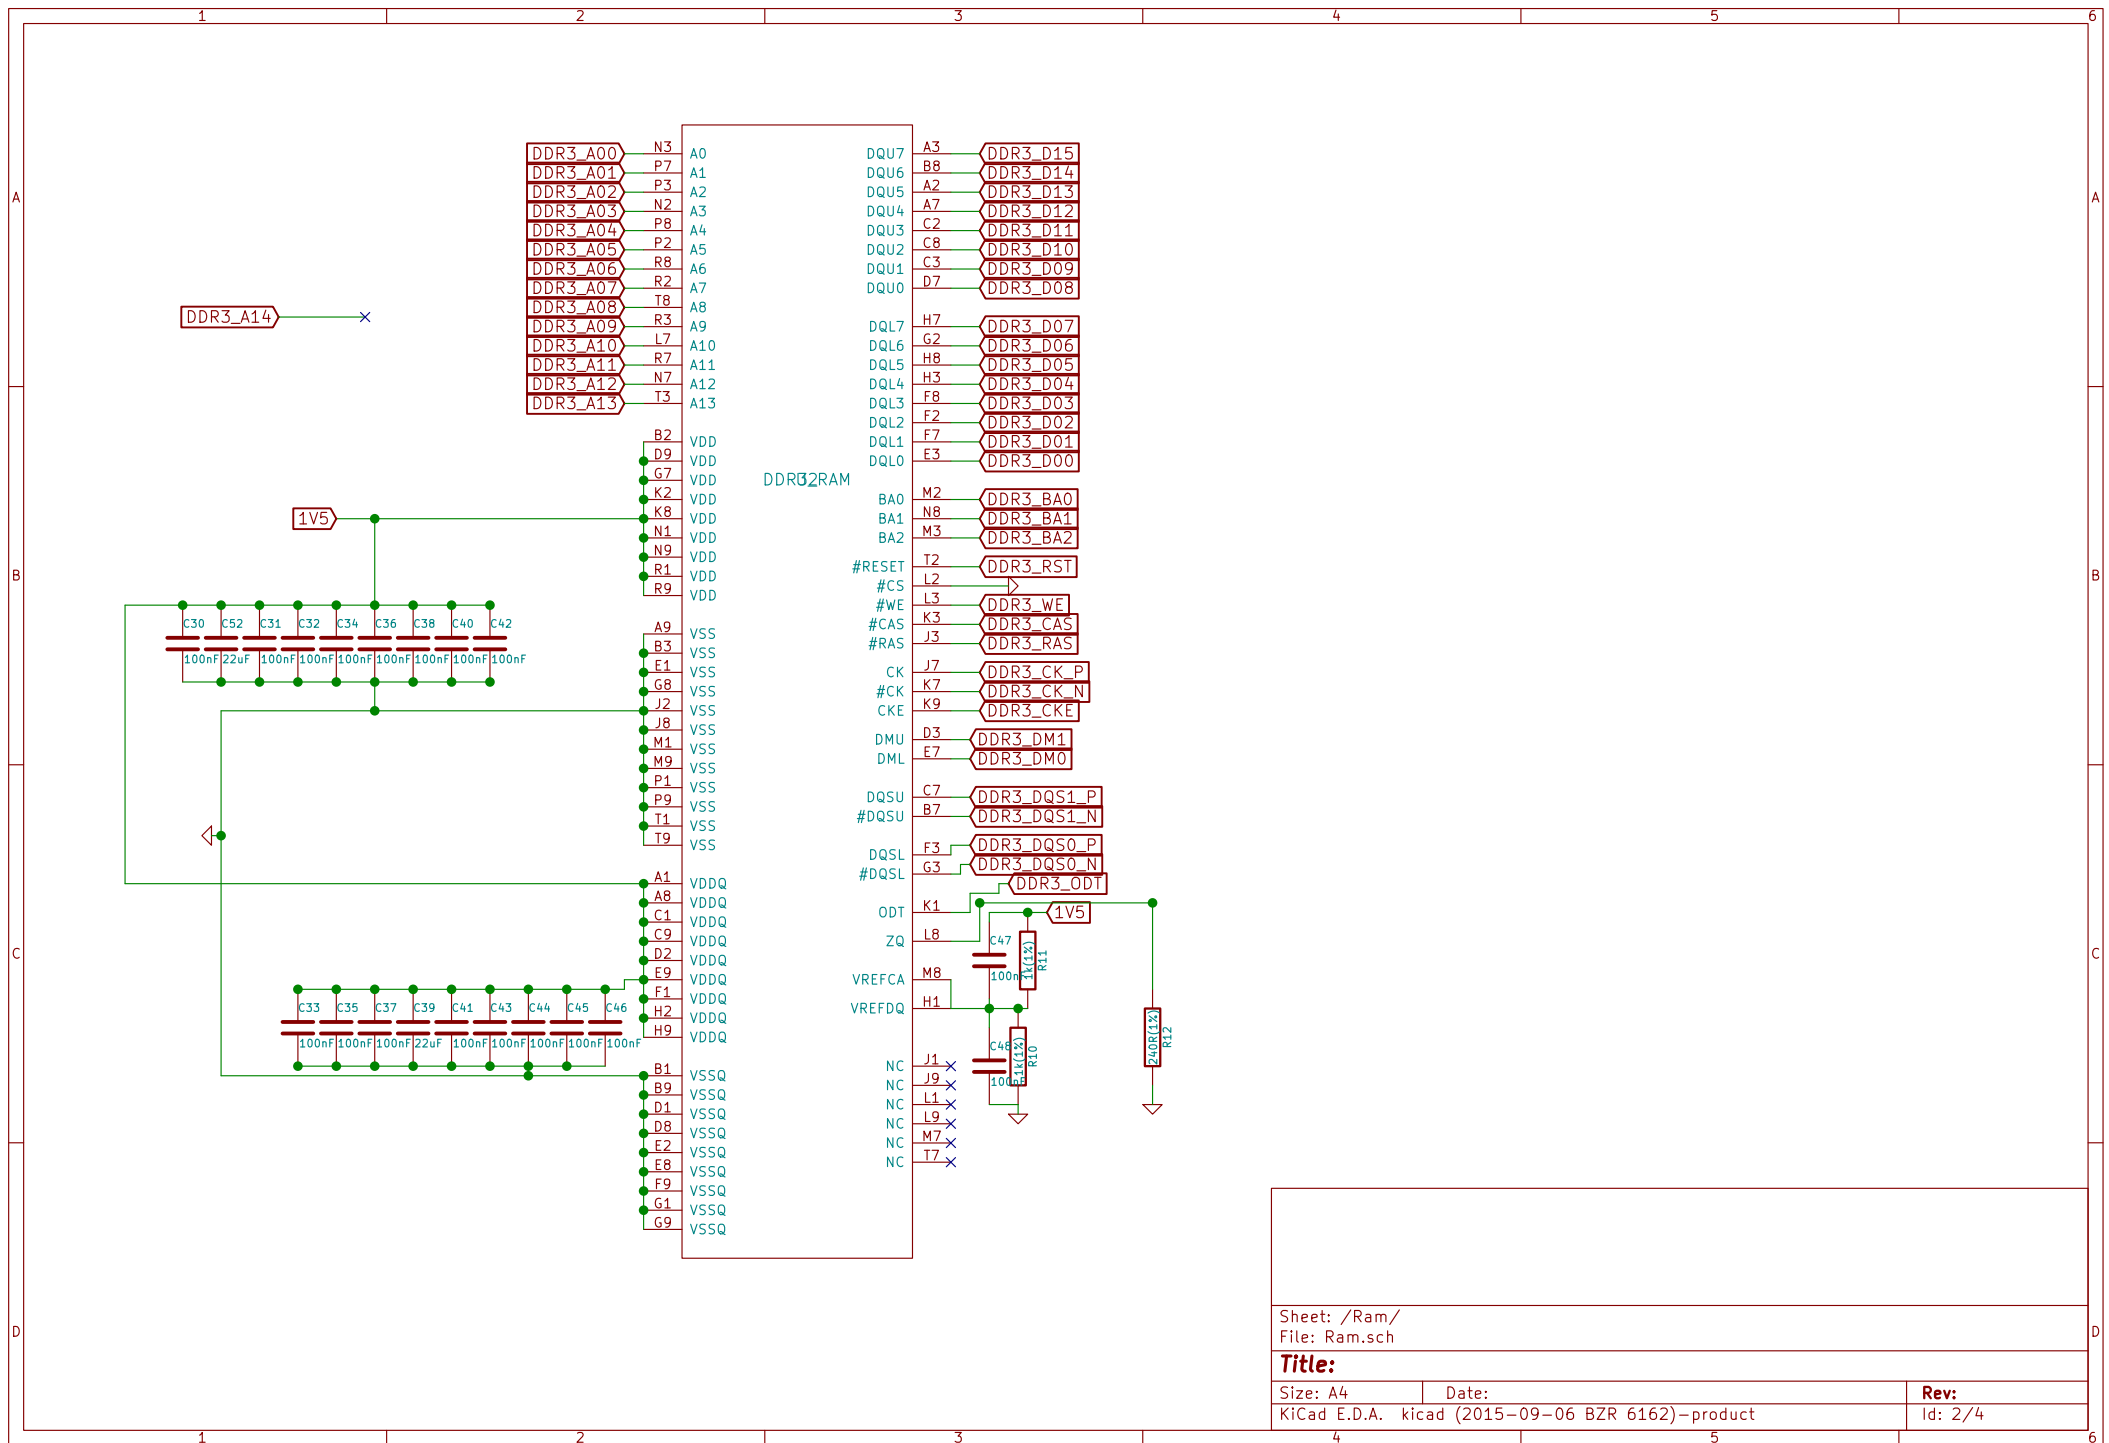 1 2 3 4 5 6
A A
B B
C C
D D
DDR3_A14
1V5
DDR3_A00 N3 A0
DDR3_A01 P7 A1
DDR3_A02 P3 A2
DDR3_A03 N2 A3
DDR3_A04 P8 A4
DDR3_A05 P2 A5
DDR3_A06 R8 A6
DDR3_A07 R2 A7
DDR3_A08 T8 A8
DDR3_A09 R3 A9
DDR3_A10 L7 A10
DDR3_A11 R7 A11
DDR3_A12 N7 A12
DDR3_A13 T3 A13
B2 VDD
D9 VDD
G7 VDD
K2 VDD
K8 VDD
N1 VDD
N9 VDD
R1 VDD
R9 VDD
C30 C52 C31 C32 C34 C36 C38 C40 C42
100nF 22uF 100nF 100nF 100nF 100nF 100nF 100nF 100nF
A9 VSS
B3 VSS
E1 VSS
G8 VSS
J2 VSS
J8 VSS
M1 VSS
M9 VSS
P1 VSS
P9 VSS
T1 VSS
T9 VSS
A1 VDDQ
A8 VDDQ
C1 VDDQ
C9 VDDQ
D2 VDDQ
E9 VDDQ
F1 VDDQ
H2 VDDQ
H9 VDDQ
C33 C35 C37 C39 C41 C43 C44 C45 C46
100nF 100nF 100nF 22uF 100nF 100nF 100nF 100nF 100nF
B1 VSSQ
B9 VSSQ
D1 VSSQ
D8 VSSQ
E2 VSSQ
E8 VSSQ
F9 VSSQ
G1 VSSQ
G9 VSSQ
DQU7 A3 DDR3_D15
DQU6 B8 DDR3_D14
DQU5 A2 DDR3_D13
DQU4 A7 DDR3_D12
DQU3 C2 DDR3_D11
DQU2 C8 DDR3_D10
DQU1 C3 DDR3_D09
DQU0 D7 DDR3_D08
DQL7 H7 DDR3_D07
DQL6 G2 DDR3_D06
DQL5 H8 DDR3_D05
DQL4 H3 DDR3_D04
DQL3 F8 DDR3_D03
DQL2 F2 DDR3_D02
DQL1 F7 DDR3_D01
DQL0 E3 DDR3_D00
BA0 M2 DDR3_BA0
BA1 N8 DDR3_BA1
BA2 M3 DDR3_BA2
#RESET T2 DDR3_RST
#CS L2
#WE L3 DDR3_WE
#CAS K3 DDR3_CAS
#RAS J3 DDR3_RAS
CK J7 DDR3_CK_P
#CK K7 DDR3_CK_N
CKE K9 DDR3_CKE
DMU D3 DDR3_DM1
DML E7 DDR3_DM0
DQSU C7 DDR3_DQS1_P
#DQSU B7 DDR3_DQS1_N
DQSL F3 DDR3_DQS0_P
#DQSL G3 DDR3_DQS0_N
DDR3_ODT
ODT K1 1V5
ZQ L8
C47 1k(1%) R11
VREFCA M8
VREFDQ H1
C48 1k(1%) R10
240R(1%) R12
NC J1
NC J9
NC L1
NC L9
NC M7
NC T7
Sheet: /Ram/
File: Ram.sch
Title:
Size: A4 Date: Rev:
KiCad E.D.A. kicad (2015-09-06 BZR 6162)-product Id: 2/4
1 2 3 4 5 6